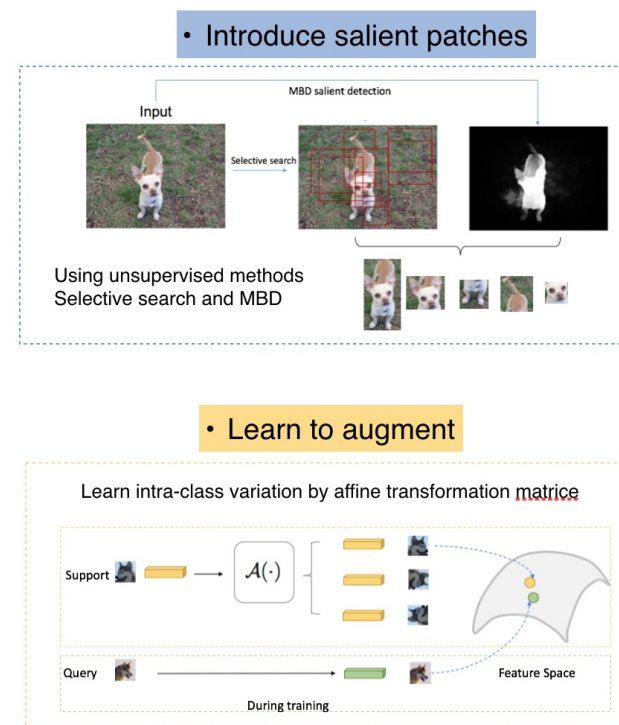 • Introduce salient patches
MBD salient detection
Input
Selective search
Using unsupervised methods
Selective search and MBD
• Learn to augment
Learn intra-class variation by affine transformation matrice
Support
A(·)
Query
Feature Space
During training